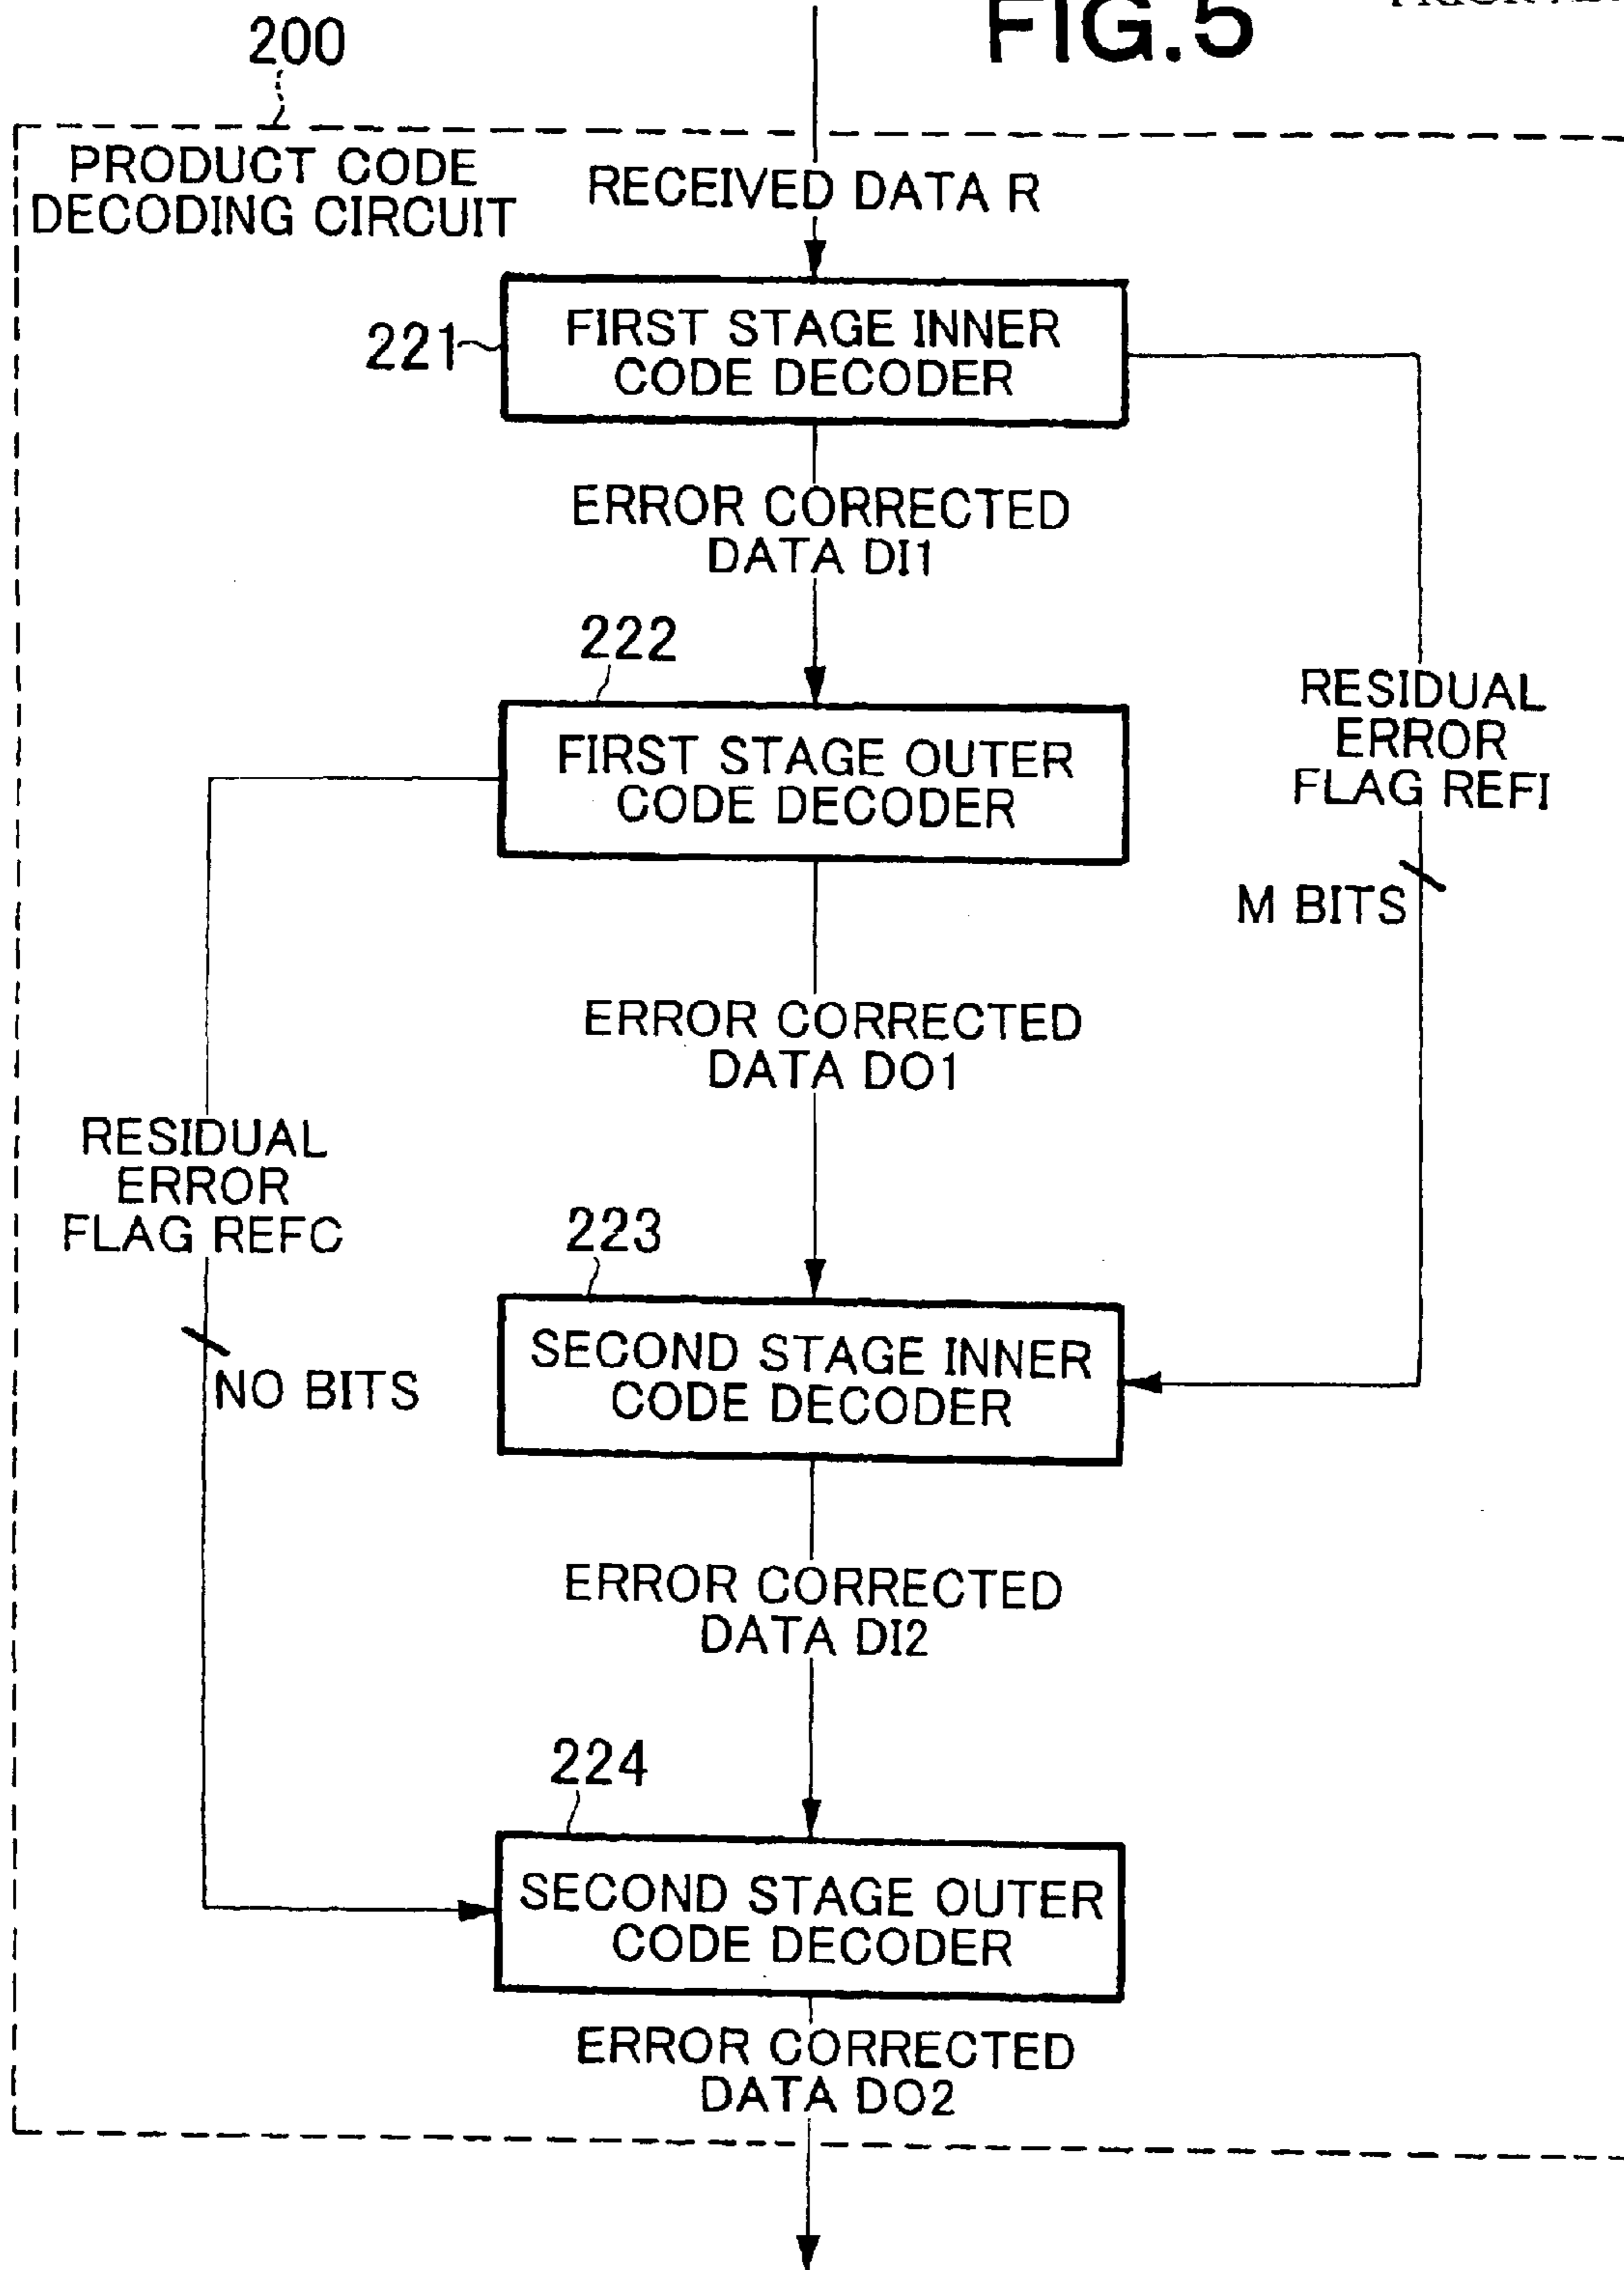 FIG.5
200
PRODUCT CODE
DECODING CIRCUIT
RECEIVED DATA R
221
FIRST STAGE INNER
CODE DECODER
ERROR CORRECTED
DATA DI1
222
FIRST STAGE OUTER
CODE DECODER
RESIDUAL
ERROR
FLAG REFI
M BITS
ERROR CORRECTED
DATA DO1
RESIDUAL
ERROR
FLAG REFC
NO BITS
223
SECOND STAGE INNER
CODE DECODER
ERROR CORRECTED
DATA DI2
224
SECOND STAGE OUTER
CODE DECODER
ERROR CORRECTED
DATA DO2